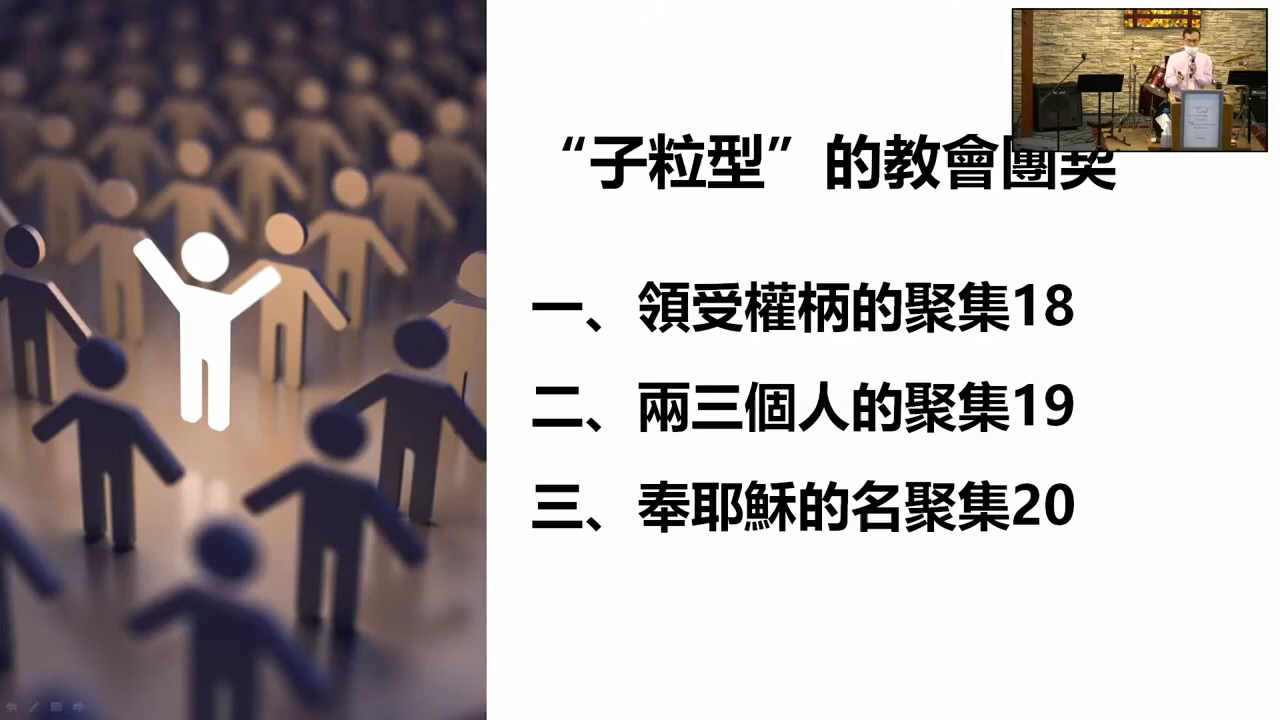 “子粒型”的教會團契
一、領受權柄的聚集18
二、兩三個人的聚集19
三、奉耶穌的名聚集20